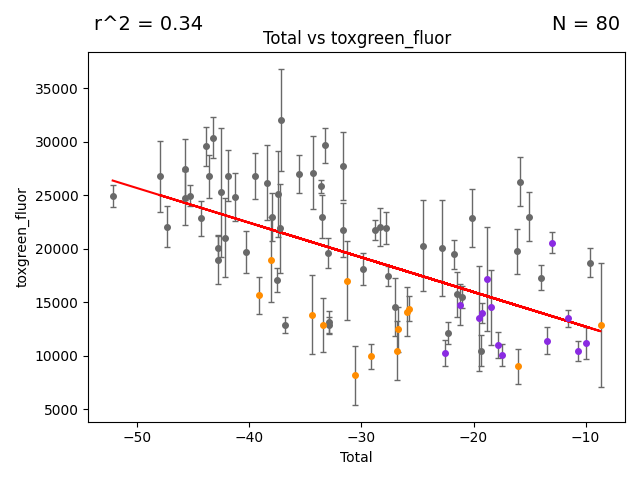 r^2 = 0.34
N = 80
Total vs toxgreen_fluor
35000
30000
25000
20000
15000
10000
5000
toxgreen_fluor
−50
−40
−30
−20
−10
Total